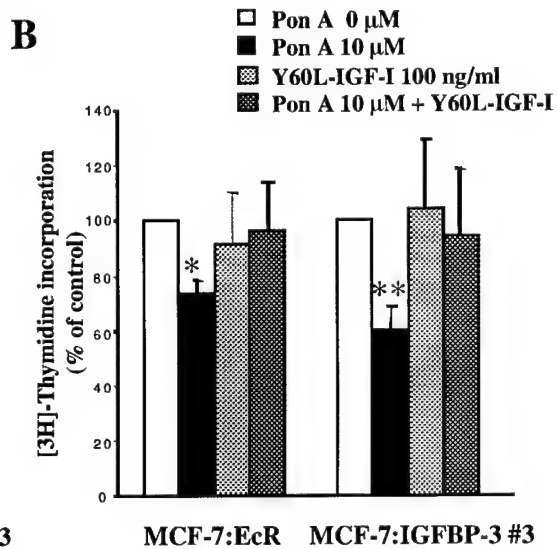 B
Pon A 0 μM
Pon A 10 μM
Y60L-IGF-I 100 ng/ml
Pon A 10 μM + Y60L-IGF-I
[3H]-Thymidine incorporation
(% of control)
140
120
100
80
60
40
20
0
*
**
3
MCF-7:EcR MCF-7:IGFBP-3 #3